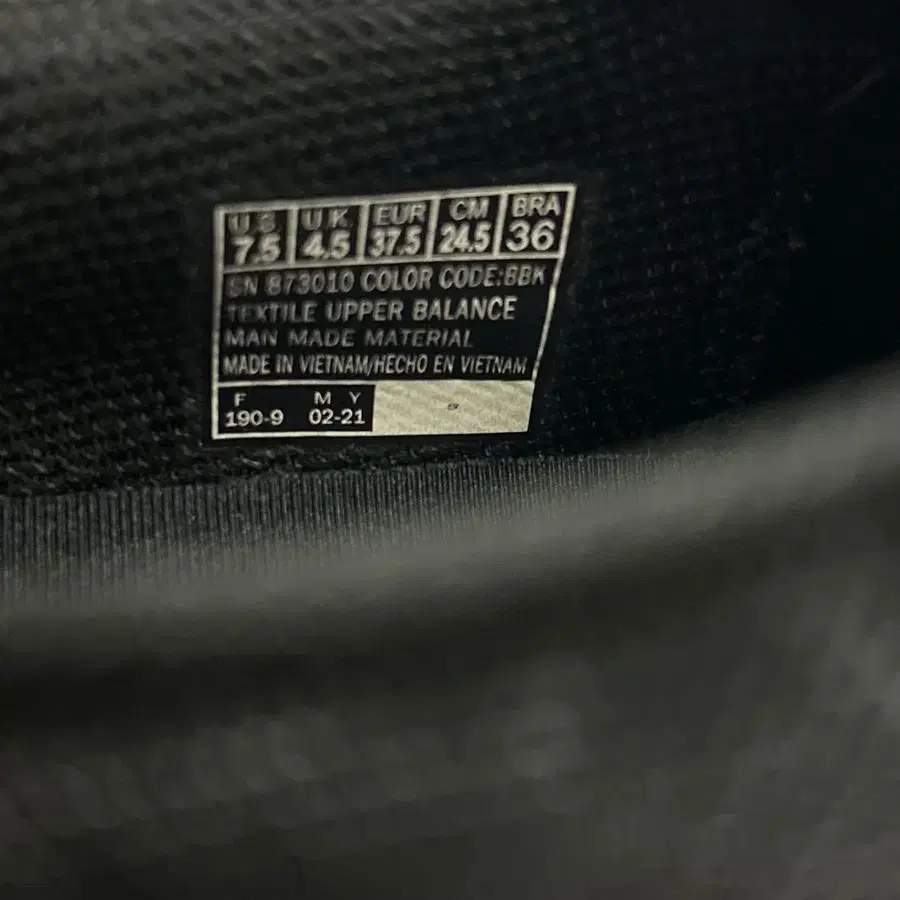 US UK EUR CM BRA
7.5 4.5 37.5 24.5 36
SN 873010 COLOR CODE:BBK
TEXTILE UPPER BALANCE
MAN MADE MATERIAL
MADE IN VIETNAM/HECHO EN VIETNAM
F M Y
190-9 02-21